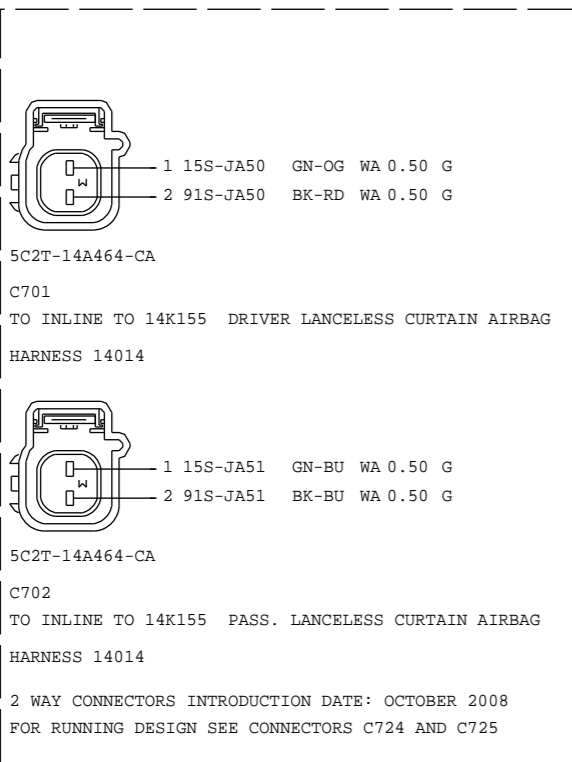 1 15S-JA50 GN-OG WA 0.50 G
2 91S-JA50 BK-RD WA 0.50 G
5C2T-14A464-CA
C701
TO INLINE TO 14K155 DRIVER LANCELESS CURTAIN AIRBAG
HARNESS 14014
1 15S-JA51 GN-BU WA 0.50 G
2 91S-JA51 BK-BU WA 0.50 G
5C2T-14A464-CA
C702
TO INLINE TO 14K155 PASS. LANCELESS CURTAIN AIRBAG
HARNESS 14014
2 WAY CONNECTORS INTRODUCTION DATE: OCTOBER 2008
FOR RUNNING DESIGN SEE CONNECTORS C724 AND C725